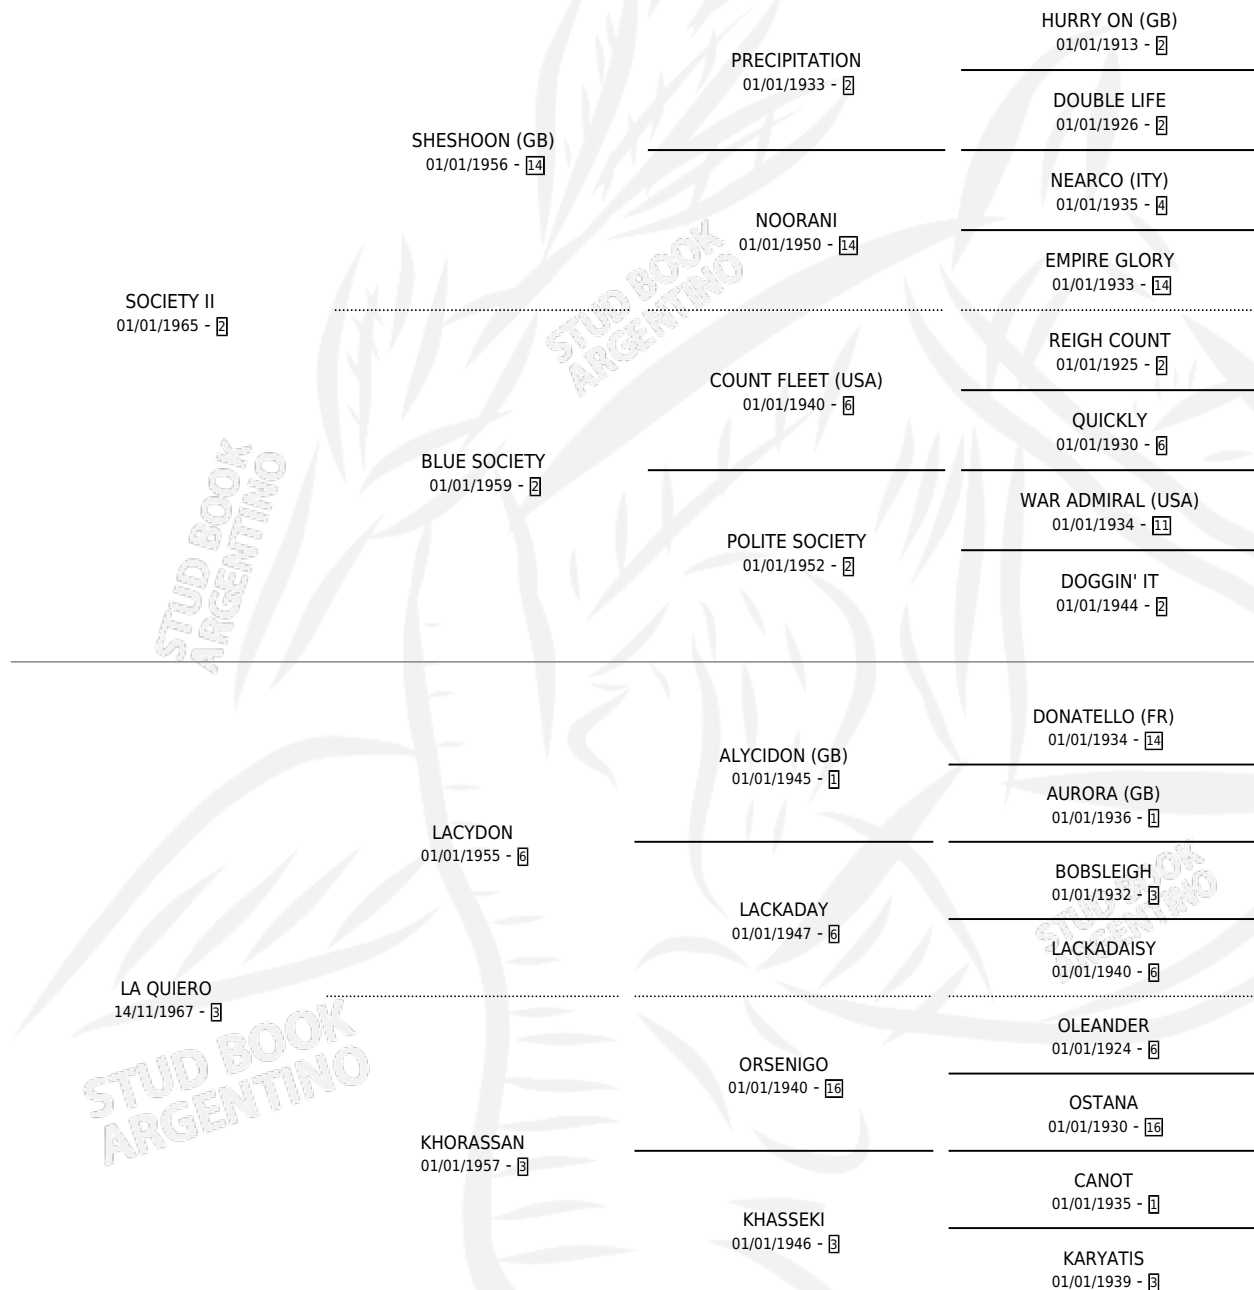 HURRY ON (GB)
01/01/1913 - 2
PRECIPITATION
01/01/1933 - 2
DOUBLE LIFE
01/01/1926 - 2
SHESHOON (GB)
01/01/1956 - 14
NEARCO (ITY)
01/01/1935 - 4
NOORANI
01/01/1950 - 14
EMPIRE GLORY
01/01/1933 - 14
SOCIETY II
01/01/1965 - 2
STUD BOOK
ARGENTINO
REIGH COUNT
01/01/1925 - 2
COUNT FLEET (USA)
01/01/1940 - 6
QUICKLY
01/01/1930 - 6
BLUE SOCIETY
01/01/1959 - 2
WAR ADMIRAL (USA)
01/01/1934 - 11
POLITE SOCIETY
01/01/1952 - 2
DOGGIN' IT
01/01/1944 - 2
STUD BOOK
ARGENTINO
DONATELLO (FR)
01/01/1934 - 14
ALYCIDON (GB)
01/01/1945 - 1
AURORA (GB)
01/01/1936 - 1
LACYDON
01/01/1955 - 6
BOBSLEIGH
01/01/1932 - 3
LACKADAY
01/01/1947 - 6
STUD BOOK
ARGENTINO
LACKADAISY
01/01/1940 - 6
LA QUIERO
14/11/1967 - 3
STUD BOOK
ARGENTINO
OLEANDER
01/01/1924 - 6
ORSENIGO
01/01/1940 - 16
OSTANA
01/01/1930 - 16
KHORASSAN
01/01/1957 - 3
CANOT
01/01/1935 - 1
KHASSEKI
01/01/1946 - 3
KARYATIS
01/01/1939 - 3